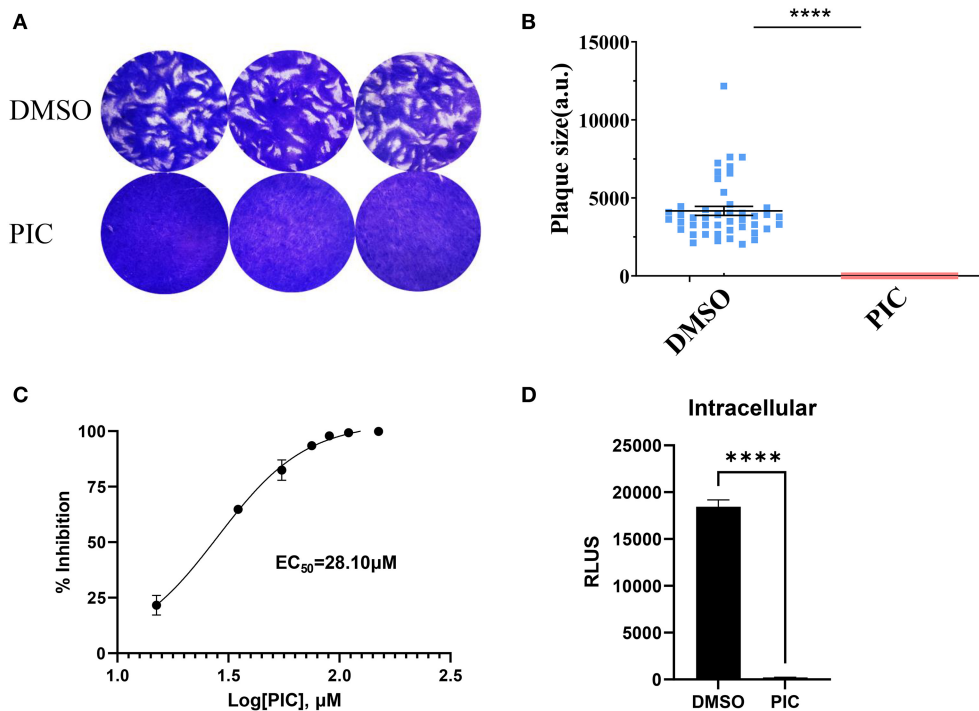 A
DMSO
PIC
B
****
Plaque size(a.u.)
15000
10000
5000
0
DMSO
PIC
C
% Inhibition
100
75
50
25
0
EC50=28.10μM
1.0
1.5
2.0
2.5
Log[PIC], μM
D
Intracellular
****
RLUS
25000
20000
15000
10000
5000
0
DMSO
PIC